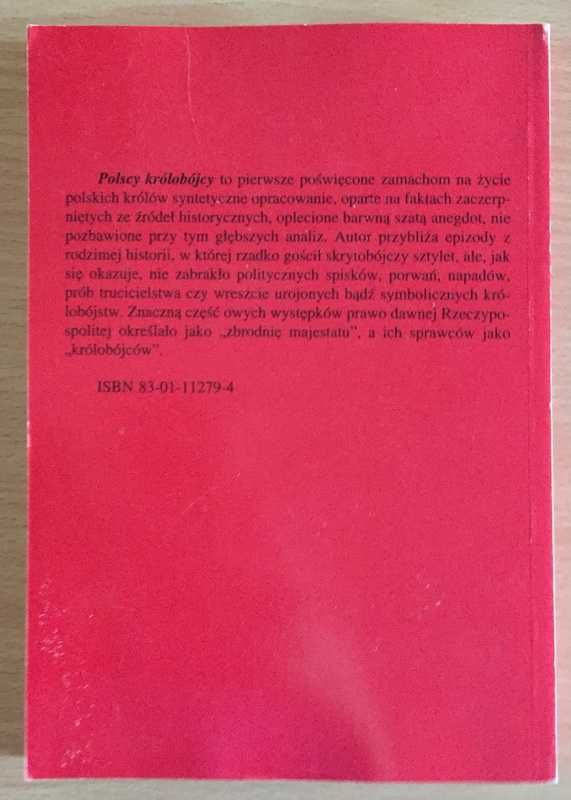 Polscy królobójcy to pierwsze poświęcone zamachom na życie
polskich królów syntetyczne opracowanie, oparte na faktach zaczerp-
niętych ze źródeł historycznych, oplecione barwną szatą anegdot, nie
pozbawione przy tym głębszych analiz. Autor przybliża epizody z
rodzimej historii, w której rzadko gościł skrytobójczy sztylet, ale, jak
się okazuje, nie zabrakło politycznych spisków, porwań, napadów,
prób trucicielstwa czy wreszcie urojonych bądź symbolicznych kró-
lobójstw. Znaczną część owych występków prawo dawnej Rzeczypo-
spolitej określało jako „zbrodnię majestatu”, a ich sprawców jako
„królobójców”.
ISBN 83-01-11279-4